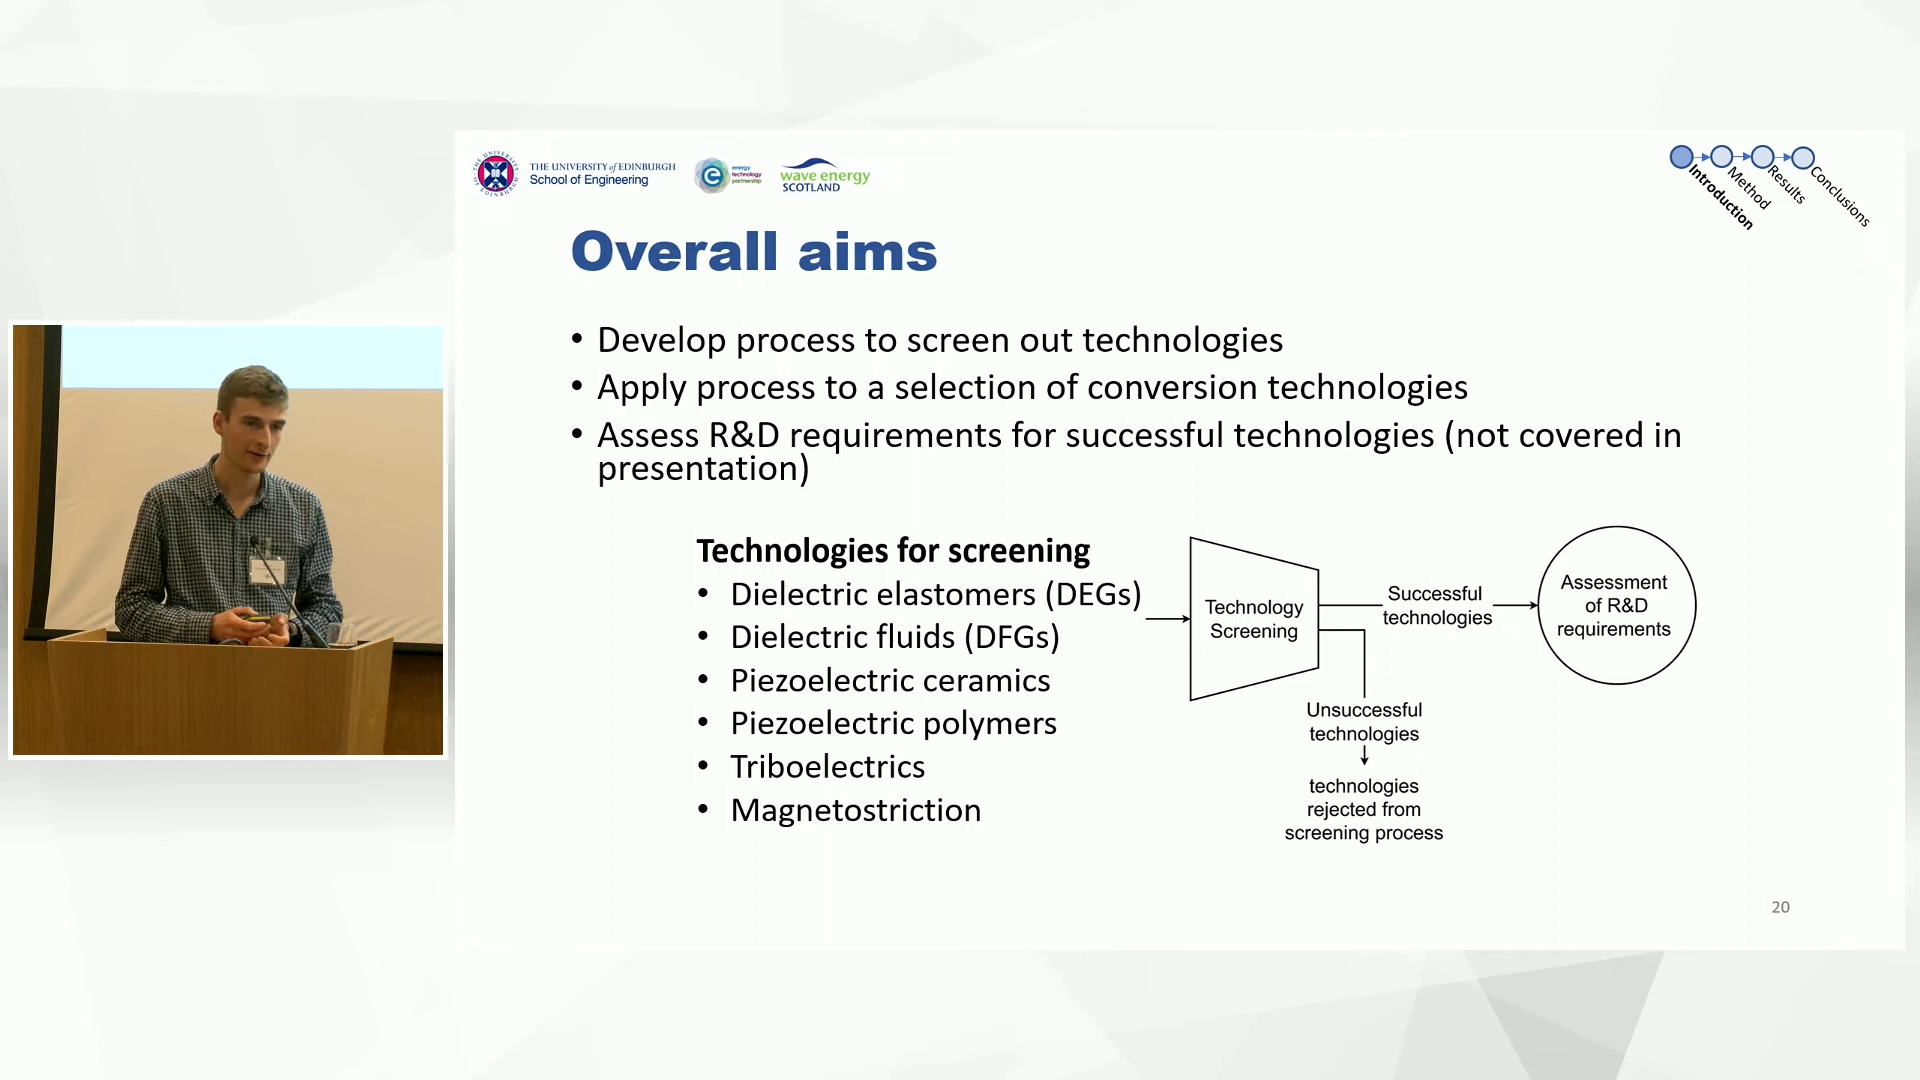 THE UNIVERSITY of EDINBURGH
School of Engineering
energy
technology
partnership
wave energy
SCOTLAND
Introduction
Method
Results
Conclusions
Overall aims
• Develop process to screen out technologies
• Apply process to a selection of conversion technologies
• Assess R&D requirements for successful technologies (not covered in
presentation)
Technologies for screening
• Dielectric elastomers (DEGs)
• Dielectric fluids (DFGs)
• Piezoelectric ceramics
• Piezoelectric polymers
• Triboelectrics
• Magnetostriction
Technology
Screening
Successful
technologies
Assessment
of R&D
requirements
Unsuccessful
technologies
technologies
rejected from
screening process
20